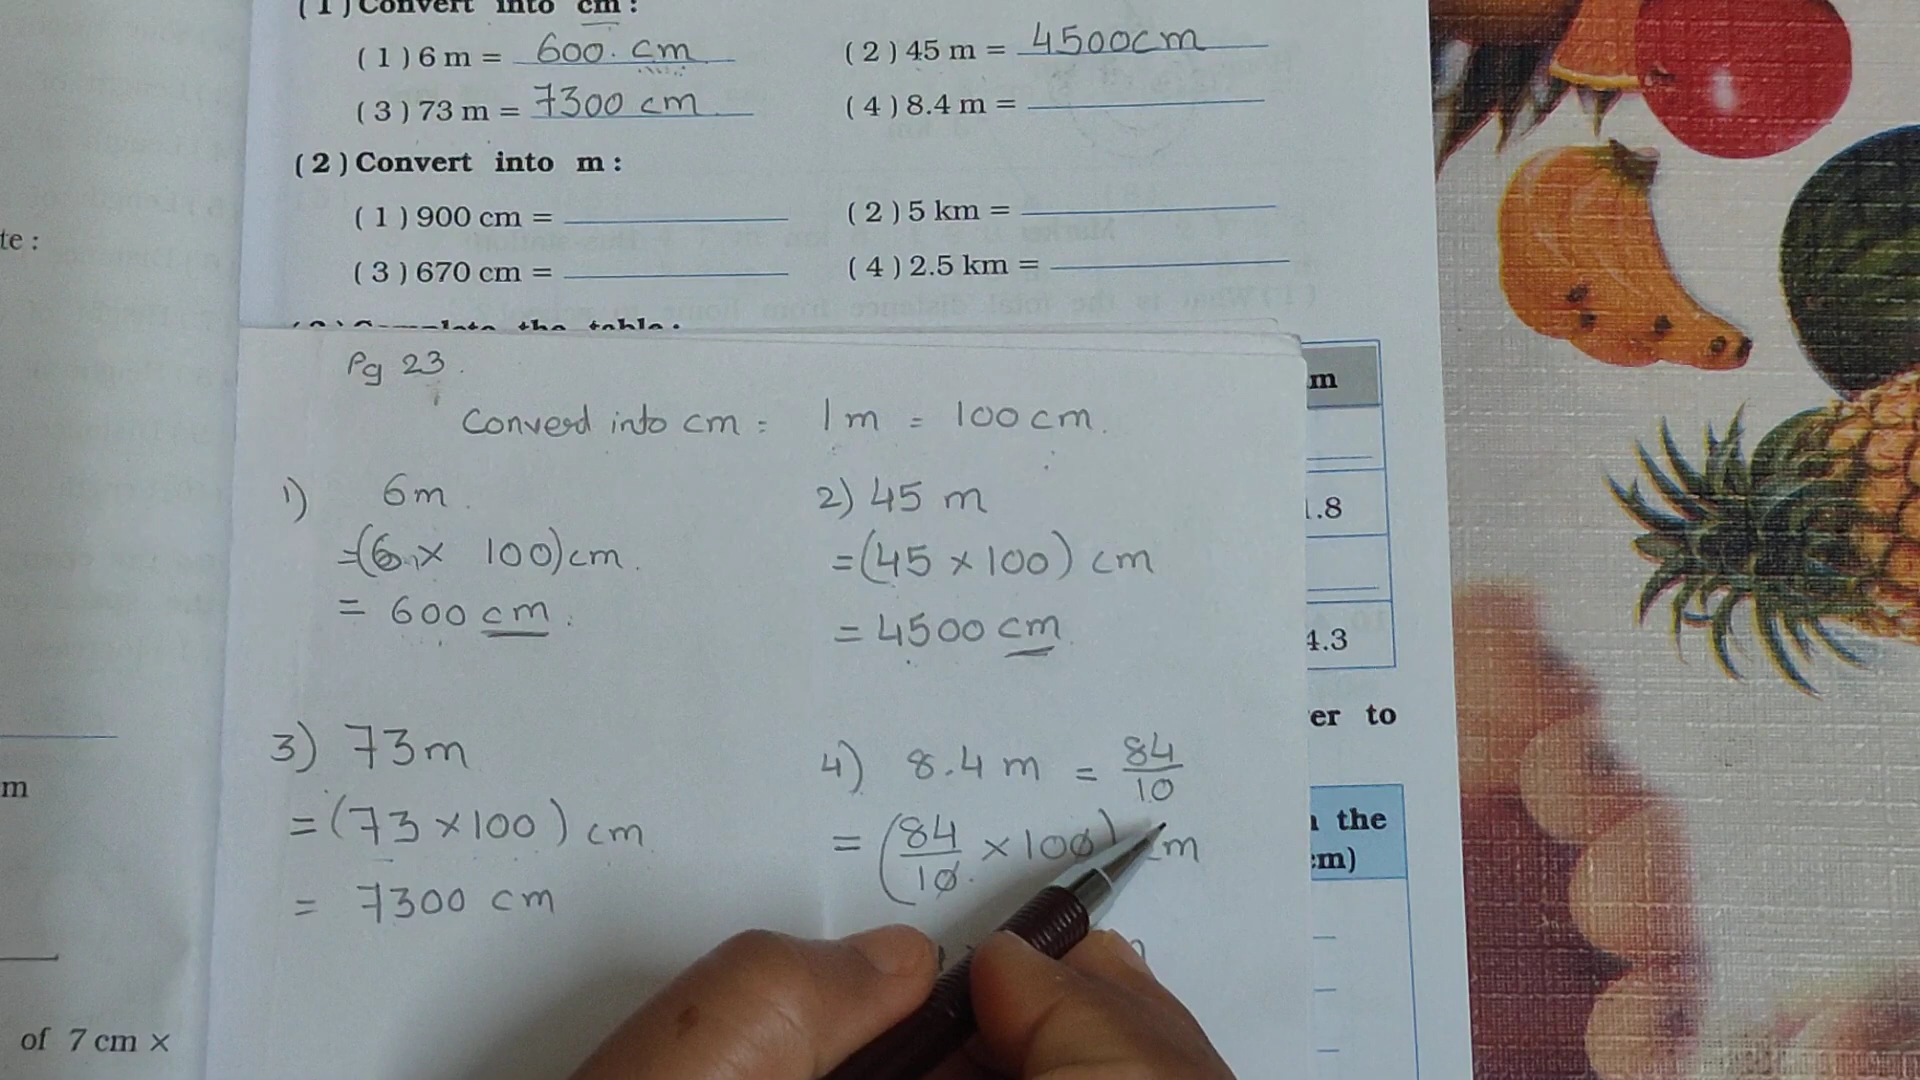 (1) Convert into cm :
(1) 6 m = 600. cm
(2) 45 m = 4500cm
(3) 73 m = 7300 cm
(4) 8.4 m =
(2) Convert into m :
(1) 900 cm =
(2) 5 km =
(3) 670 cm =
(4) 2.5 km =
te :
Pg 23.
m
Converd into cm = 1m = 100 cm.
1) 6m.
= (6 x 100) cm.
= 600 cm.
2) 45 m
= (45 x 100) cm
= 4500 cm
.8
4.3
er to
3) 73m
= (73 x 100) cm
= 7300 cm
4) 8.4 m = 84/10
= (84/10 x 100) cm
the
cm)
m
of 7 cm ×